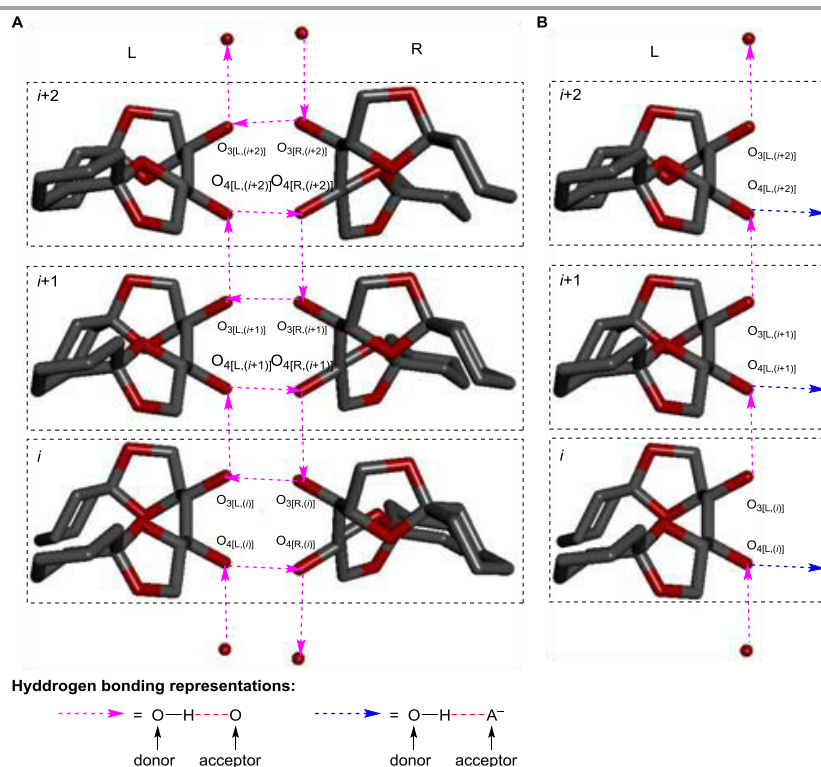 A
B
L
R
L
i+2
i+2
O3[L,(i+2)]
O3[R,(i+2)]
O3[L,(i+2)]
O4[L,(i+2)]
O4[R,(i+2)]
O4[L,(i+2)]
i+1
i+1
O3[L,(i+1)]
O3[R,(i+1)]
O3[L,(i+1)]
O4[L,(i+1)]
O4[R,(i+1)]
O4[L,(i+1)]
i
i
O3[L,(i)]
O3[R,(i)]
O3[L,(i)]
O4[L,(i)]
O4[R,(i)]
O4[L,(i)]
Hyddrogen bonding representations:
= O—H----O
= O—H----A–
donor acceptor
donor acceptor